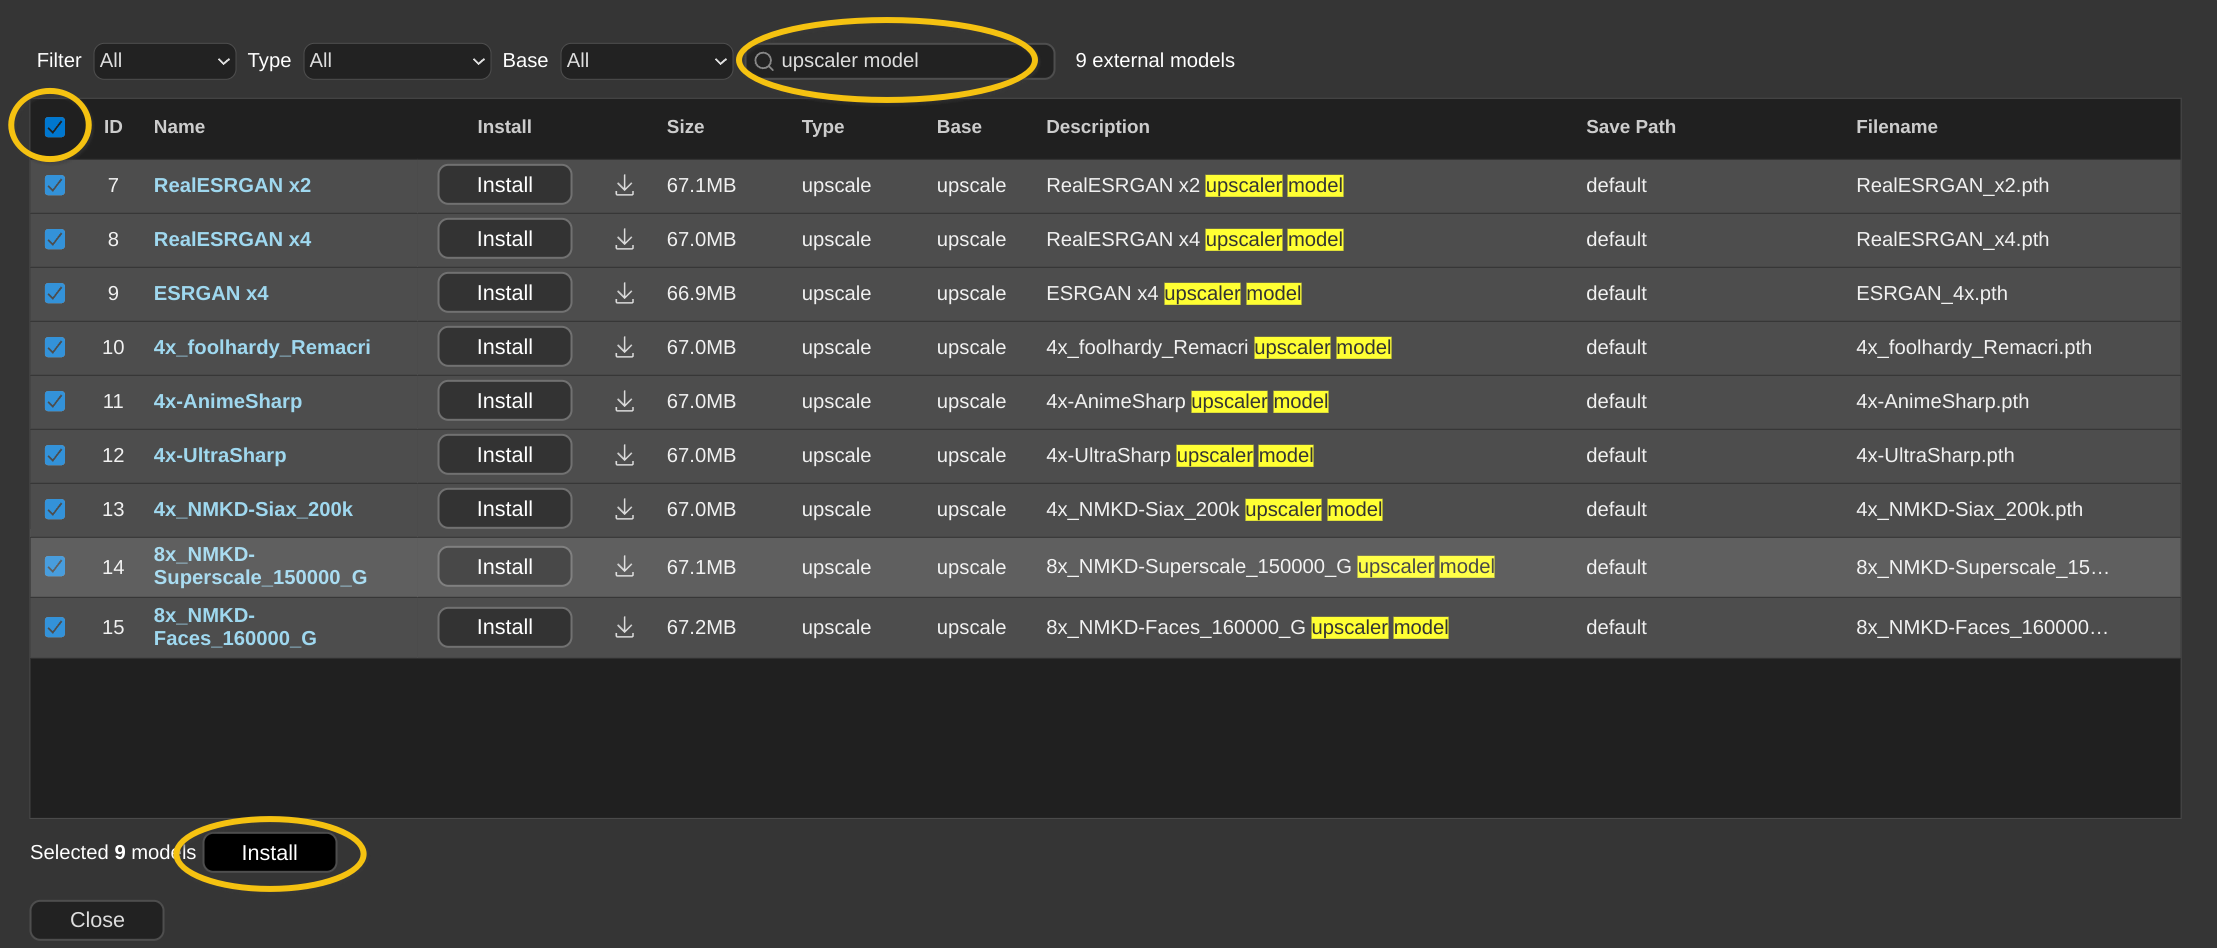 Filter All Type All Base All upscaler model 9 external models
ID Name Install Size Type Base Description Save Path Filename
7 RealESRGAN x2 Install 67.1MB upscale upscale RealESRGAN x2 upscaler model default RealESRGAN_x2.pth
8 RealESRGAN x4 Install 67.0MB upscale upscale RealESRGAN x4 upscaler model default RealESRGAN_x4.pth
9 ESRGAN x4 Install 66.9MB upscale upscale ESRGAN x4 upscaler model default ESRGAN_4x.pth
10 4x_foolhardy_Remacri Install 67.0MB upscale upscale 4x_foolhardy_Remacri upscaler model default 4x_foolhardy_Remacri.pth
11 4x-AnimeSharp Install 67.0MB upscale upscale 4x-AnimeSharp upscaler model default 4x-AnimeSharp.pth
12 4x-UltraSharp Install 67.0MB upscale upscale 4x-UltraSharp upscaler model default 4x-UltraSharp.pth
13 4x_NMKD-Siax_200k Install 67.0MB upscale upscale 4x_NMKD-Siax_200k upscaler model default 4x_NMKD-Siax_200k.pth
14 8x_NMKD-Superscale_150000_G Install 67.1MB upscale upscale 8x_NMKD-Superscale_150000_G upscaler model default 8x_NMKD-Superscale_15…
15 8x_NMKD-Faces_160000_G Install 67.2MB upscale upscale 8x_NMKD-Faces_160000_G upscaler model default 8x_NMKD-Faces_160000…
Selected 9 models Install
Close